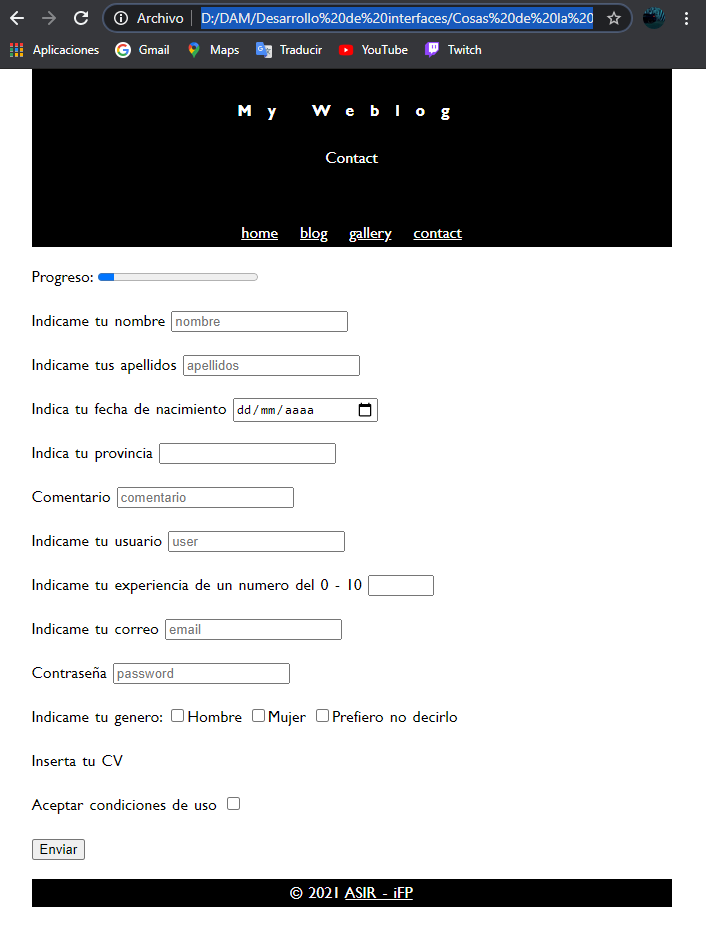 Archivo D:/DAM/Desarrollo%20de%20interfaces/Cosas%20de%20la%20
Aplicaciones Gmail Maps Traducir YouTube Twitch
My Weblog
Contact
home blog gallery contact
Progreso:
Indicame tu nombre nombre
Indicame tus apellidos apellidos
Indica tu fecha de nacimiento dd/mm/aaaa
Indica tu provincia
Comentario comentario
Indicame tu usuario user
Indicame tu experiencia de un numero del 0 - 10
Indicame tu correo email
Contraseña password
Indicame tu genero: Hombre Mujer Prefiero no decirlo
Inserta tu CV
Aceptar condiciones de uso
Enviar
© 2021 ASIR - iFP